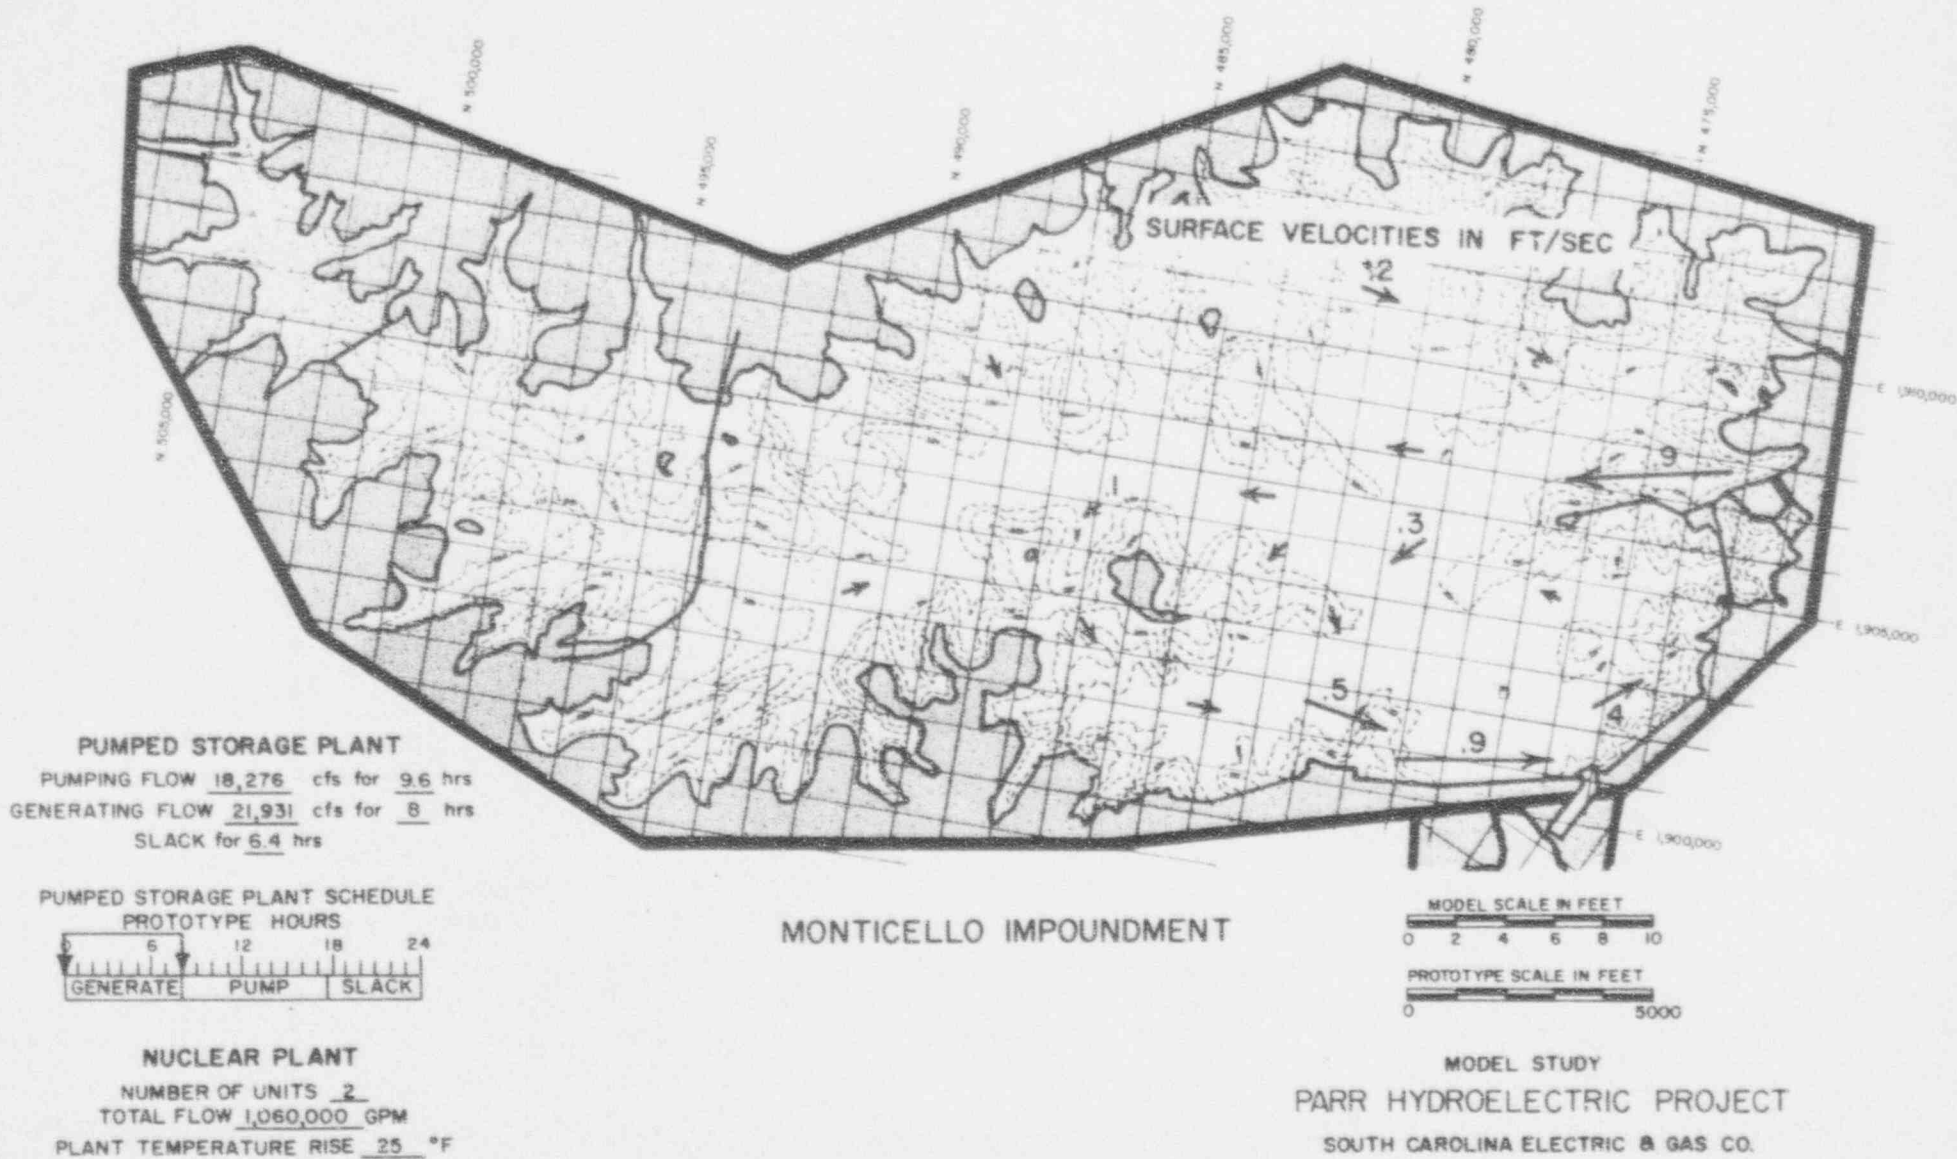 N 500,000
N 485,000
N 480,000
N 495,000
N 490,000
N 475,000
SURFACE VELOCITIES IN FT/SEC
.2
E 1,910,000
N 505,000
.9
.3
E 1,905,000
.5
.4
.9
E 1,900,000
PUMPED STORAGE PLANT
PUMPING FLOW 18,276 cfs for 9.6 hrs
GENERATING FLOW 21,931 cfs for 8 hrs
SLACK for 6.4 hrs
PUMPED STORAGE PLANT SCHEDULE
PROTOTYPE HOURS
0 6 12 18 24
GENERATE PUMP SLACK
NUCLEAR PLANT
NUMBER OF UNITS 2
TOTAL FLOW 1,060,000 GPM
PLANT TEMPERATURE RISE 25 °F
MONTICELLO IMPOUNDMENT
MODEL SCALE IN FEET
0 2 4 6 8 10
PROTOTYPE SCALE IN FEET
0 5000
MODEL STUDY
PARR HYDROELECTRIC PROJECT
SOUTH CAROLINA ELECTRIC & GAS CO.